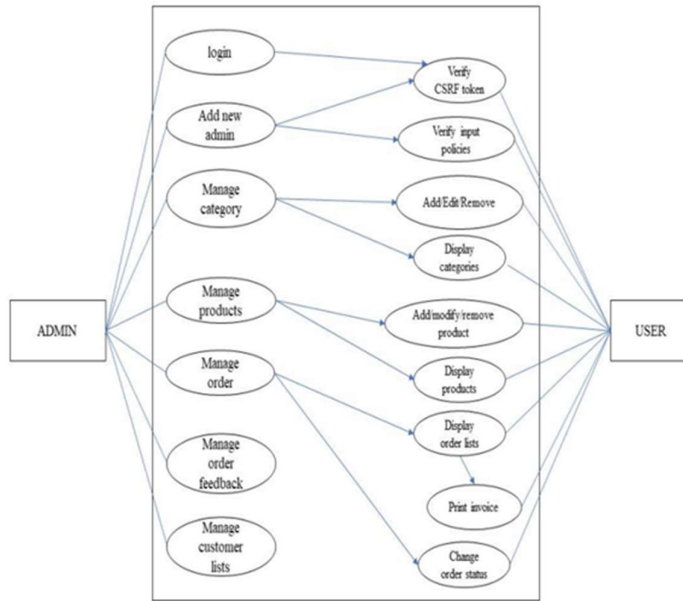 ADMIN
login
Add new
admin
Manage
category
Manage
products
Manage
order
Manage
order
feedback
Manage
customer
lists
Verify
CSRF token
Verify input
policies
Add/Edit/Remove
Display
categories
Add/modify/remove
product
Display
products
Display
order lists
Print invoice
Change
order status
USER